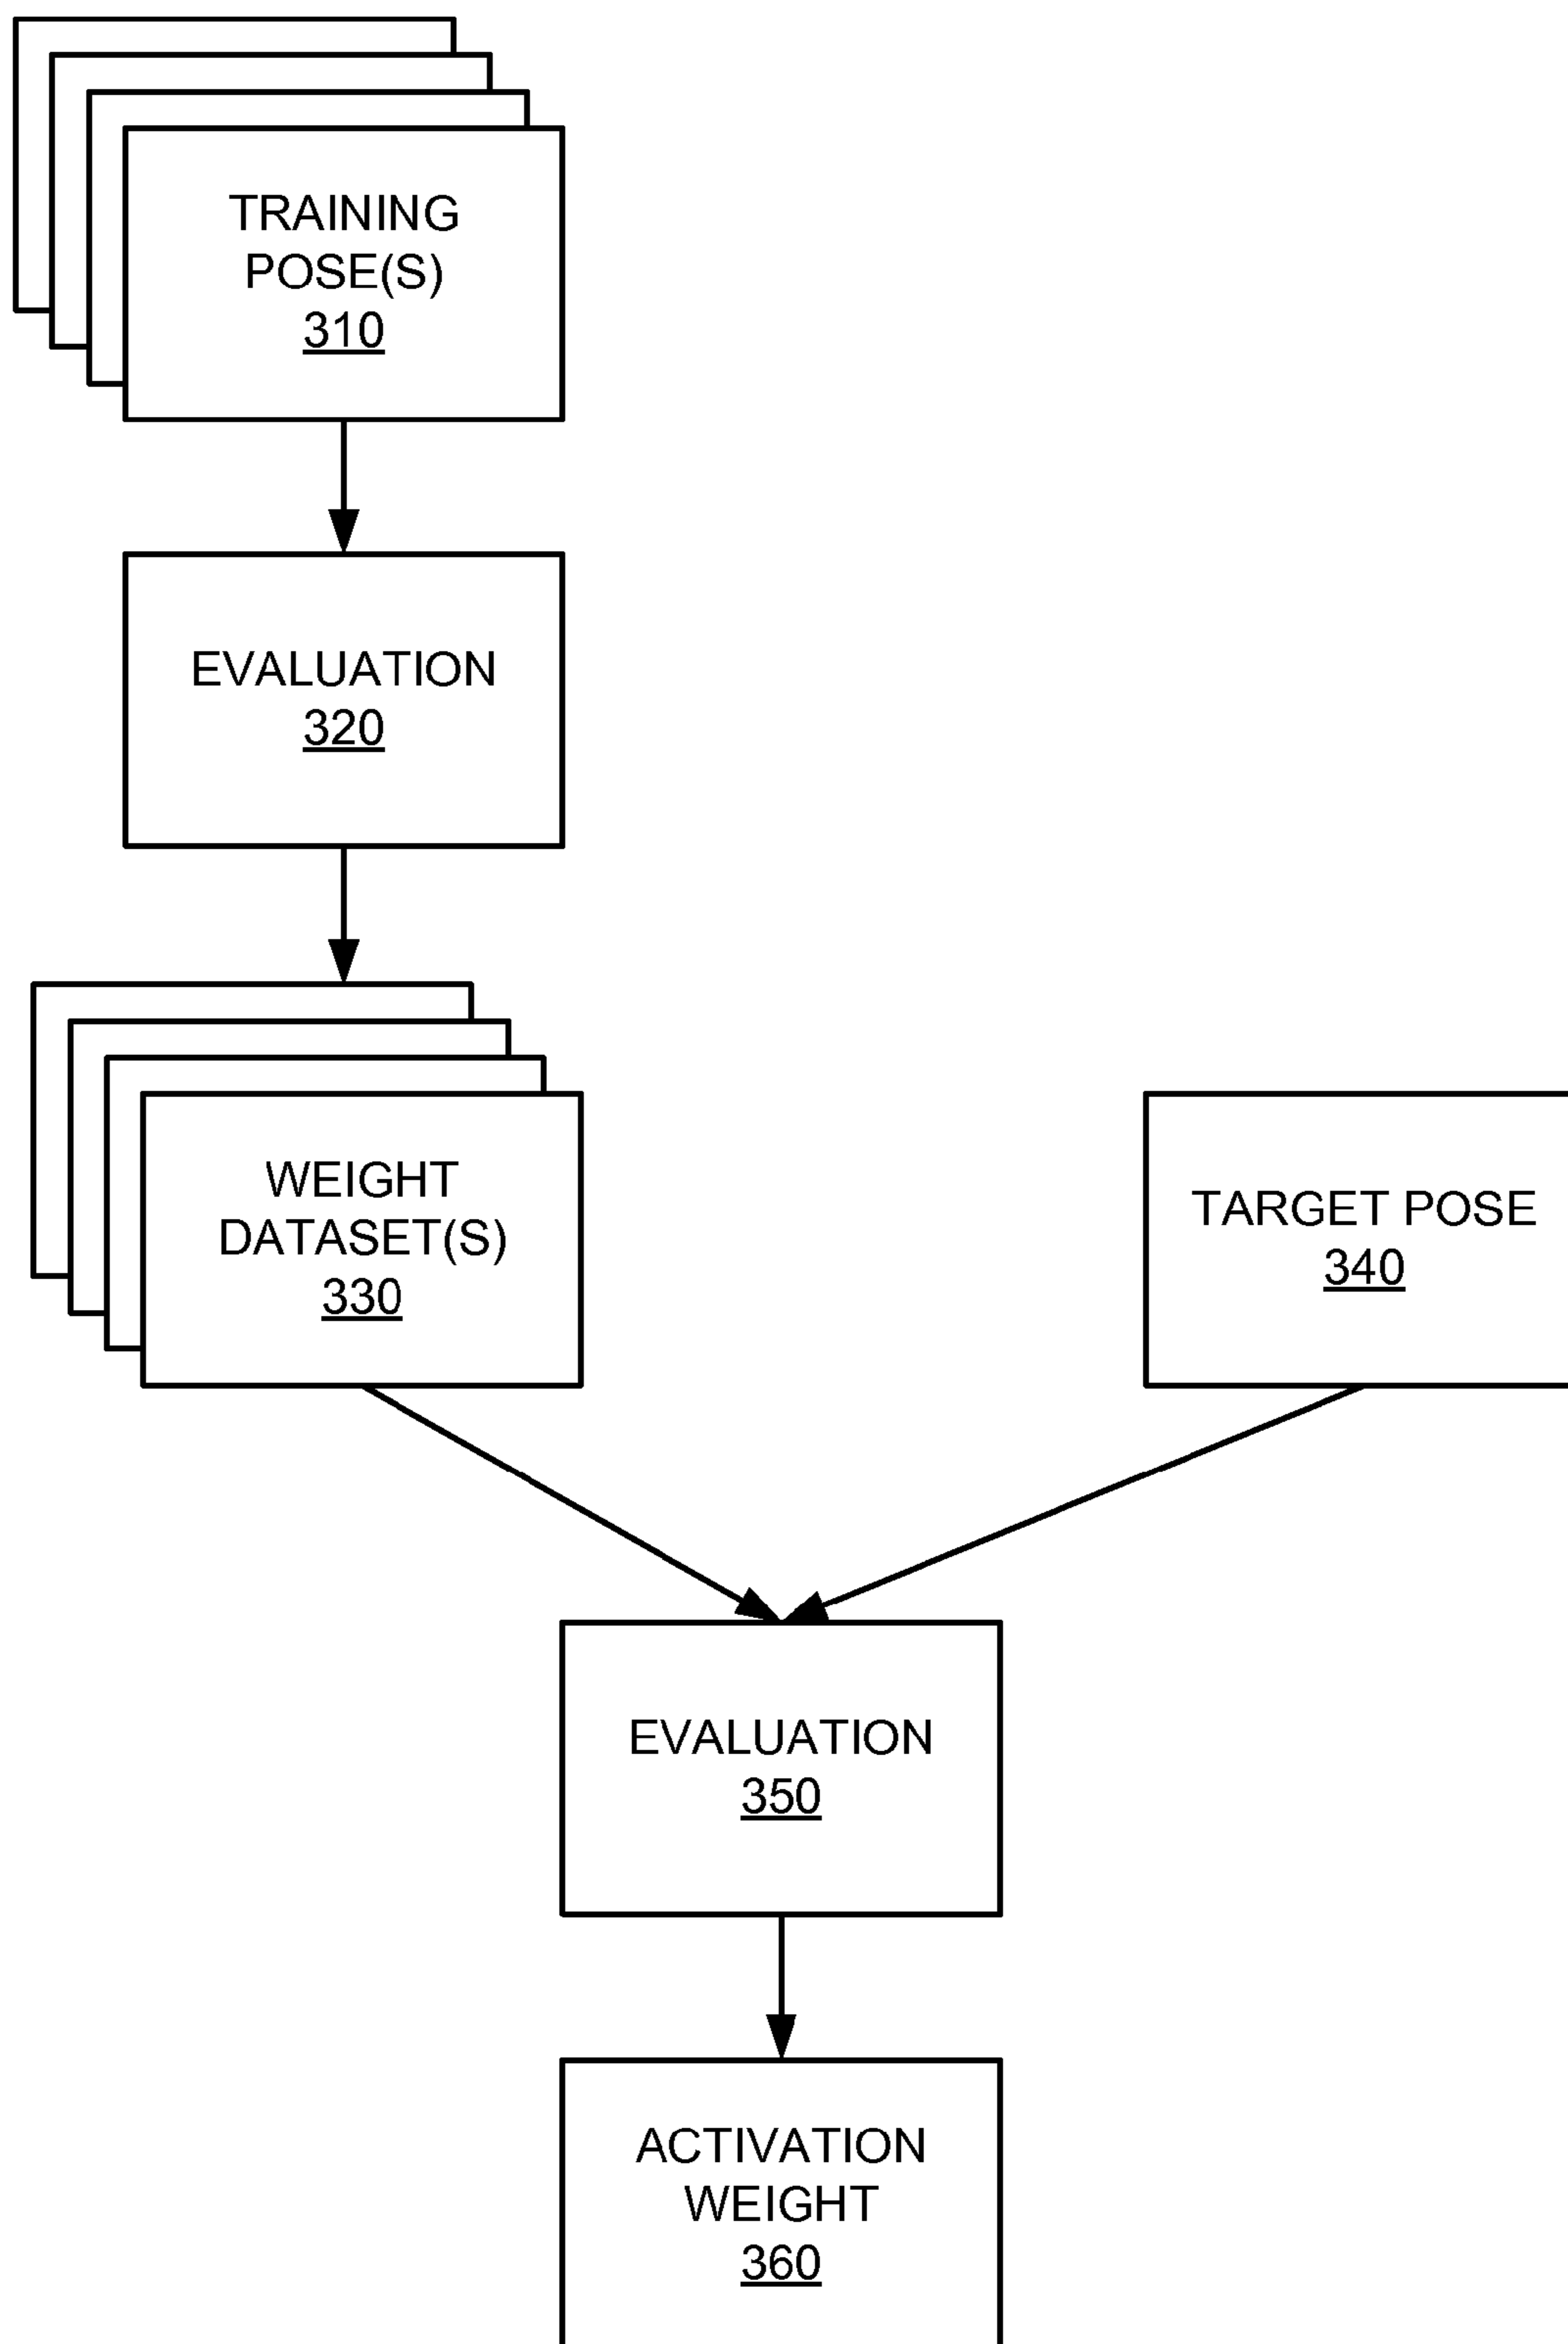 TRAINING
POSE(S)
310
EVALUATION
320
WEIGHT
DATASET(S)
330
TARGET POSE
340
EVALUATION
350
ACTIVATION
WEIGHT
360